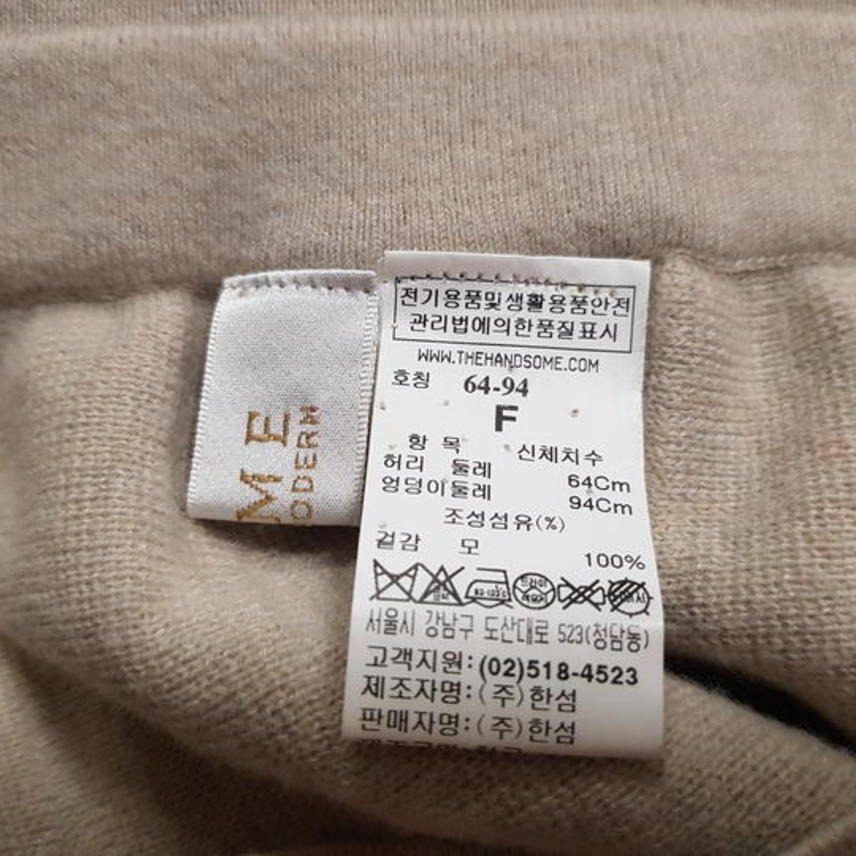 ME
ODERN
전기용품및생활용품안전
관리법에의한품질표시
WWW.THEHANDSOME.COM
호칭 64-94
F
항 목 신체치수
허리 둘레 64Cm
엉덩이둘레 94Cm
조성섬유(%)
겉감 모 100%
서울시 강남구 도산대로 523(청담동)
고객지원:(02)518-4523
제조자명:(주)한섬
판매자명:(주)한섬